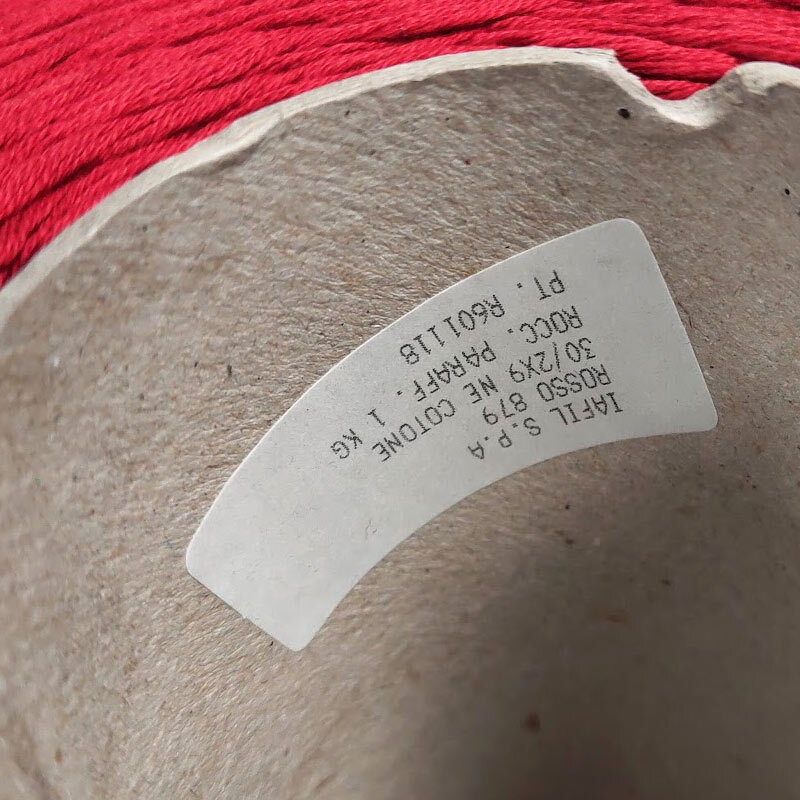 IAFIL S.P.A
ROSSO 879
30/2X9 NE COTONE
ROCC. PARAFF. 1 KG
PT. R601118